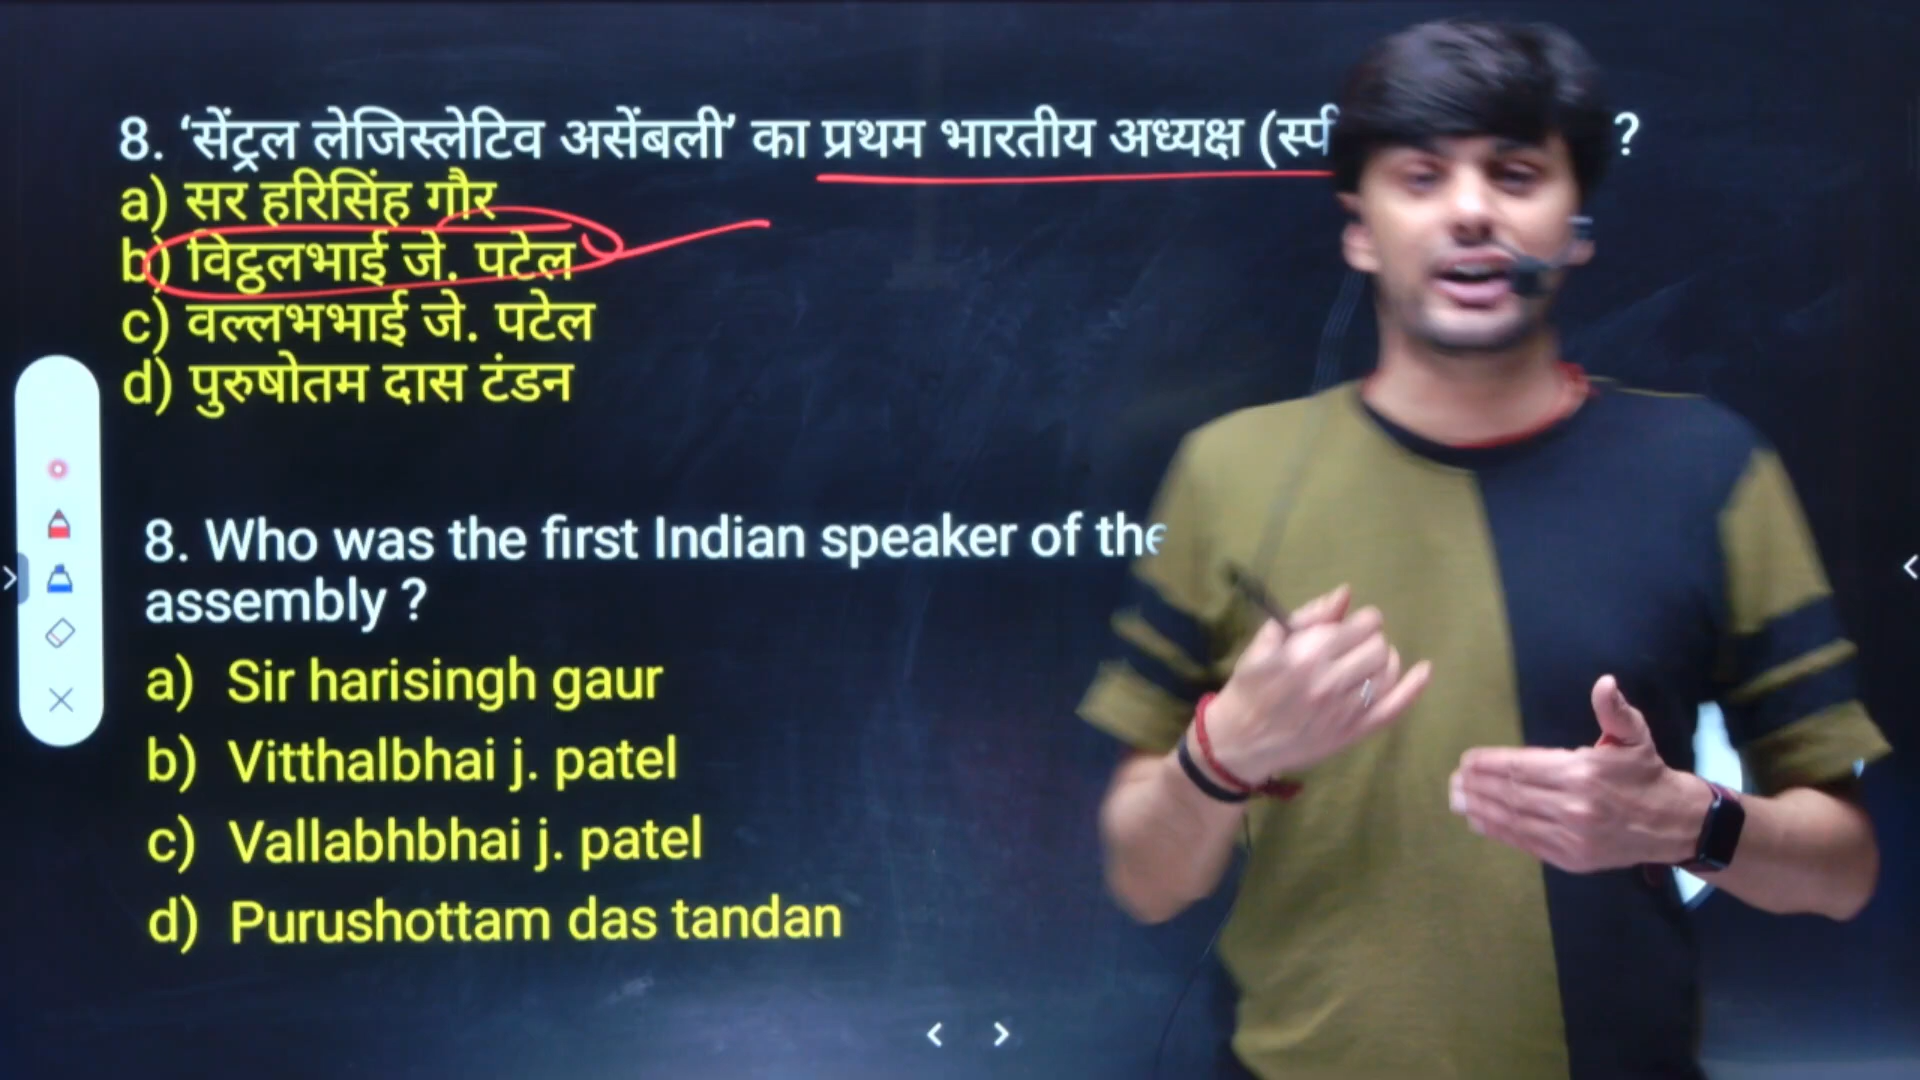 8. ‘सेंट्रल लेजिस्लेटिव असेंबली’ का प्रथम भारतीय अध्यक्ष ( ?
a) सर हरिसिंह गौर
b) विट्ठलभाई जे. पटेल
c) वल्लभभाई जे. पटेल
d) पुरुषोतम दास टंडन
8. Who was the first Indian speaker of the
assembly ?
a) Sir harisingh gaur
b) Vitthalbhai j. patel
c) Vallabhbhai j. patel
d) Purushottam das tandan